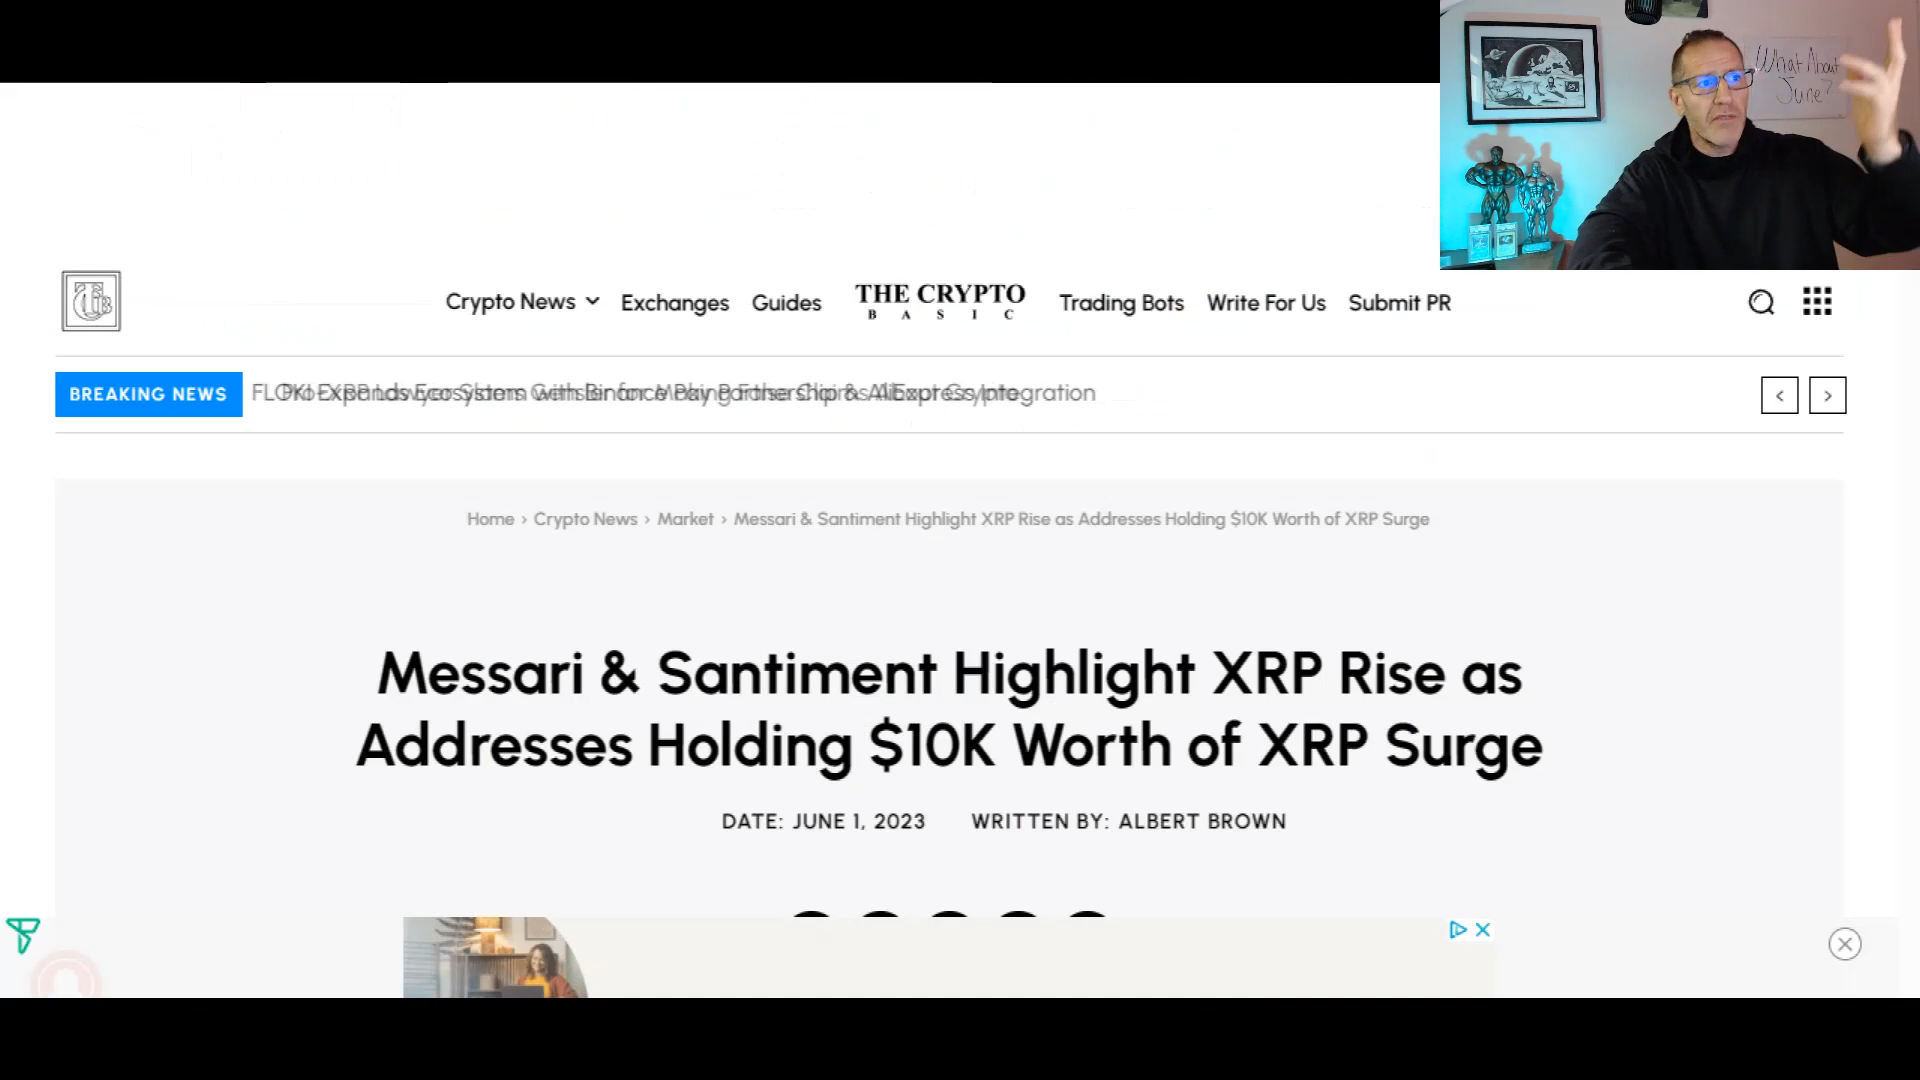 What About
June?
Crypto News Exchanges Guides THE CRYPTO BASIC Trading Bots Write For Us Submit PR
BREAKING NEWS
Home › Crypto News › Market › Messari & Santiment Highlight XRP Rise as Addresses Holding $10K Worth of XRP Surge
Messari & Santiment Highlight XRP Rise as
Addresses Holding $10K Worth of XRP Surge
DATE: JUNE 1, 2023 WRITTEN BY: ALBERT BROWN